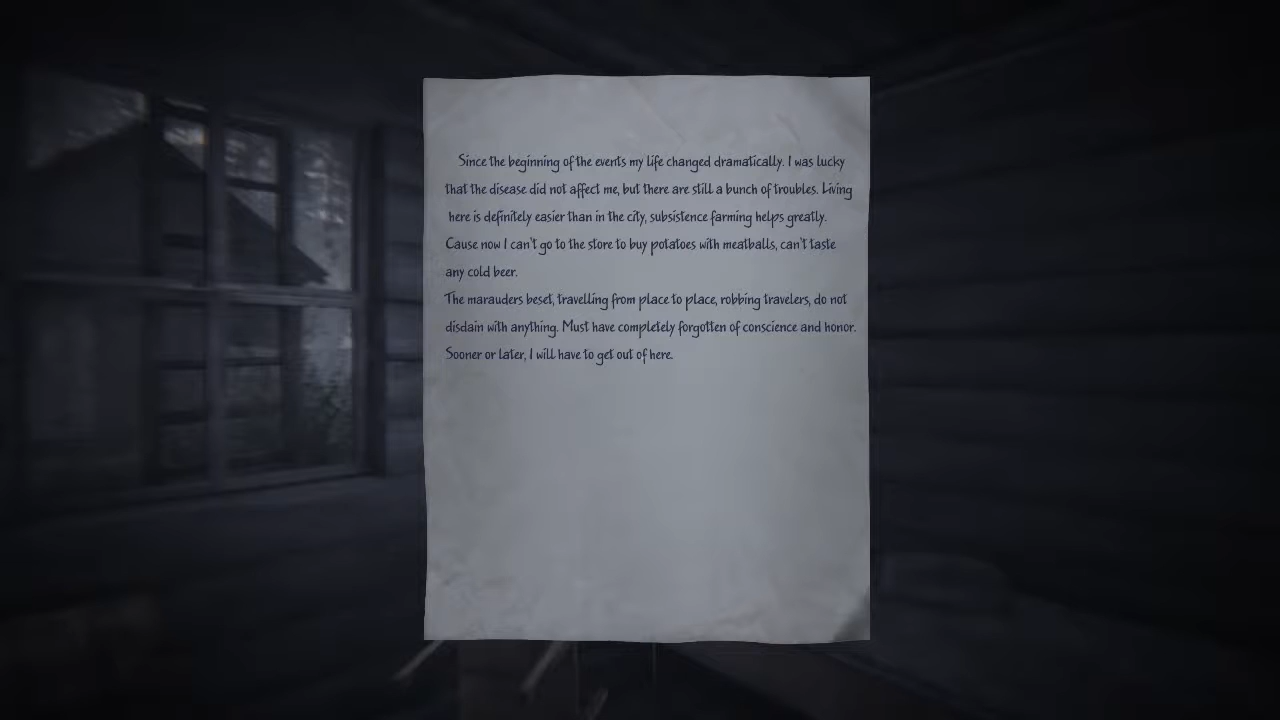 Since the beginning of the events my life changed dramatically. I was lucky
that the disease did not affect me, but there are still a bunch of troubles. Living
here is definitely easier than in the city, subsistence farming helps greatly.
Cause now I can't go to the store to buy potatoes with meatballs, can't taste
any cold beer.
The marauders beset, travelling from place to place, robbing travelers, do not
disdain with anything. Must have completely forgotten of conscience and honor.
Sooner or later, I will have to get out of here.